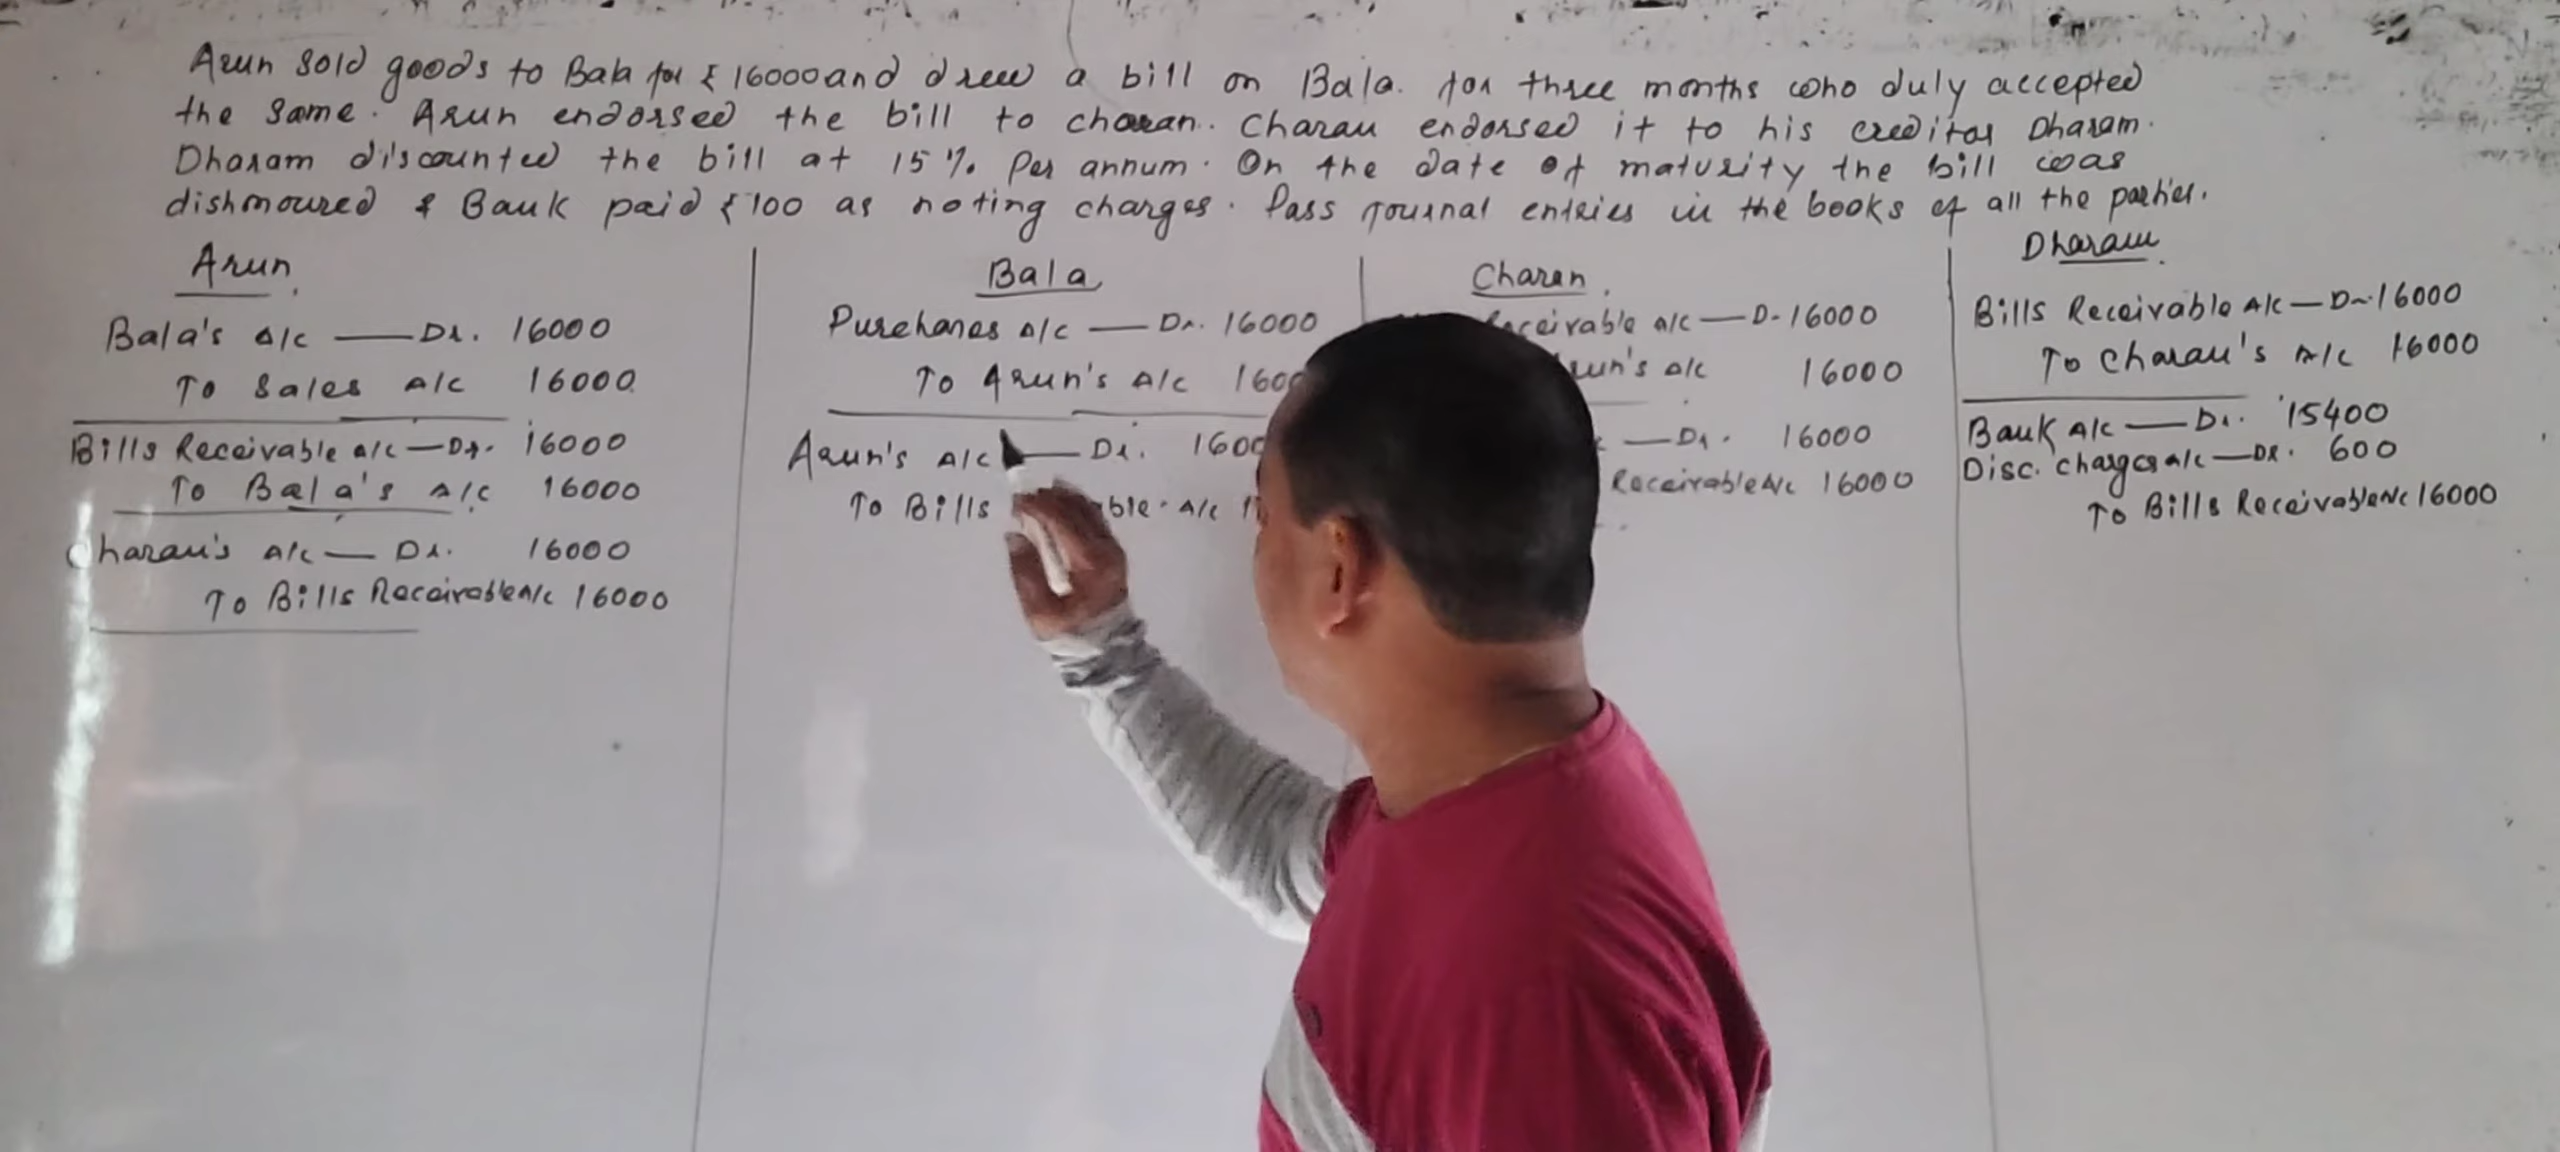 Arun sold goods to Bala for ₹ 16000 and drew a bill on Bala. for three months who duly accepted
the same. Arun endorsed the bill to charan. Charan endorsed it to his creditor Dharam.
Dharam discounted the bill at 15% Per annum. On the date of maturity the bill was
dishmoured & Bank paid ₹100 as noting charges. Pass journal entries in the books of all the parties.
Arun
Bala's A/c — Dr. 16000
To Sales A/c 16000
Bills Receivable a/c — Dr. 16000
To Bala's A/c 16000
Charan's A/c — Dr. 16000
To Bills Receivable A/c 16000
Bala
Purchases A/c — Dr. 16000
To Arun's A/c 1600
Arun's A/c — Dr. 1600
To Bills ble A/c 1
Charan
eceivable a/c — D- 16000
un's a/c 16000
— Dr. 16000
Receivable A/c 16000
Dharam
Bills Receivable A/c — Dr. 16000
To Charan's A/c 16000
Bank A/c — Dr. 15400
Disc. charges a/c — Dr. 600
To Bills Receivable A/c 16000